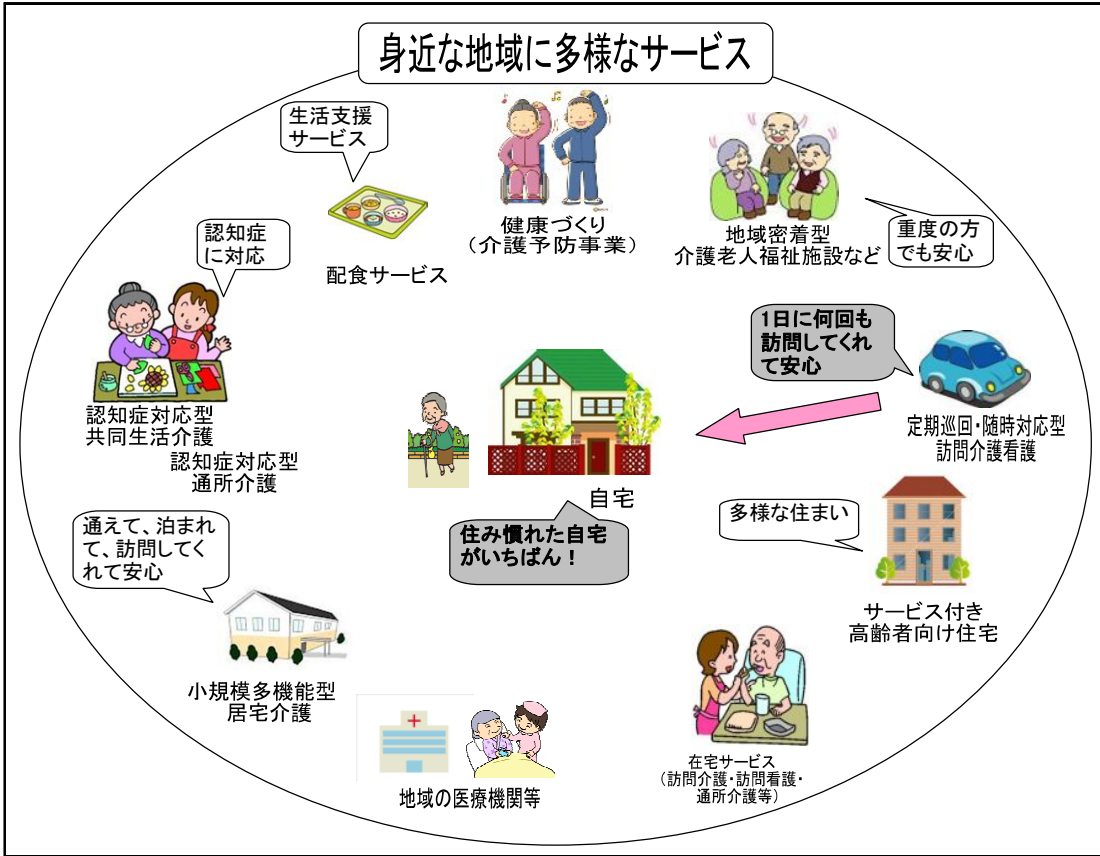 身近な地域に多様なサービス
生活支援
サービス
配食サービス
健康づくり
（介護予防事業）
地域密着型
介護老人福祉施設など
重度の方
でも安心
認知症
に対応
認知症対応型
共同生活介護
認知症対応型
通所介護
1日に何回も
訪問してくれ
て安心
定期巡回・随時対応型
訪問介護看護
自宅
住み慣れた自宅
がいちばん！
多様な住まい
サービス付き
高齢者向け住宅
通えて、泊まれ
て、訪問してく
れて安心
小規模多機能型
居宅介護
地域の医療機関等
在宅サービス
（訪問介護・訪問看護・
通所介護等）